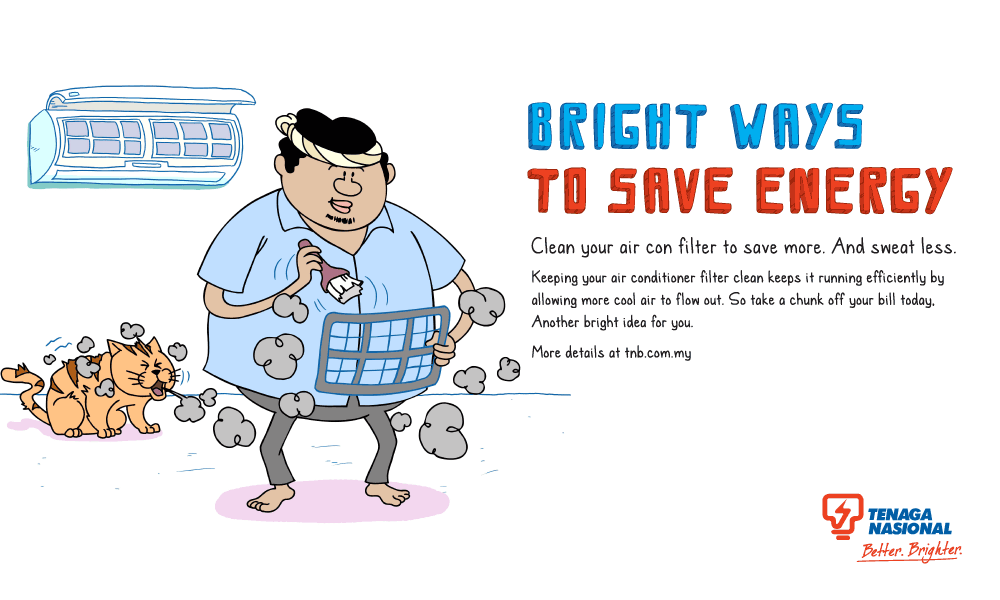 BRIGHT WAYS
TO SAVE ENERGY
Clean your air con filter to save more. And sweat less.
Keeping your air conditioner filter clean keeps it running efficiently by
allowing more cool air to flow out. So take a chunk off your bill today.
Another bright idea for you.
More details at tnb.com.my
TENAGA
NASIONAL
Better. Brighter.